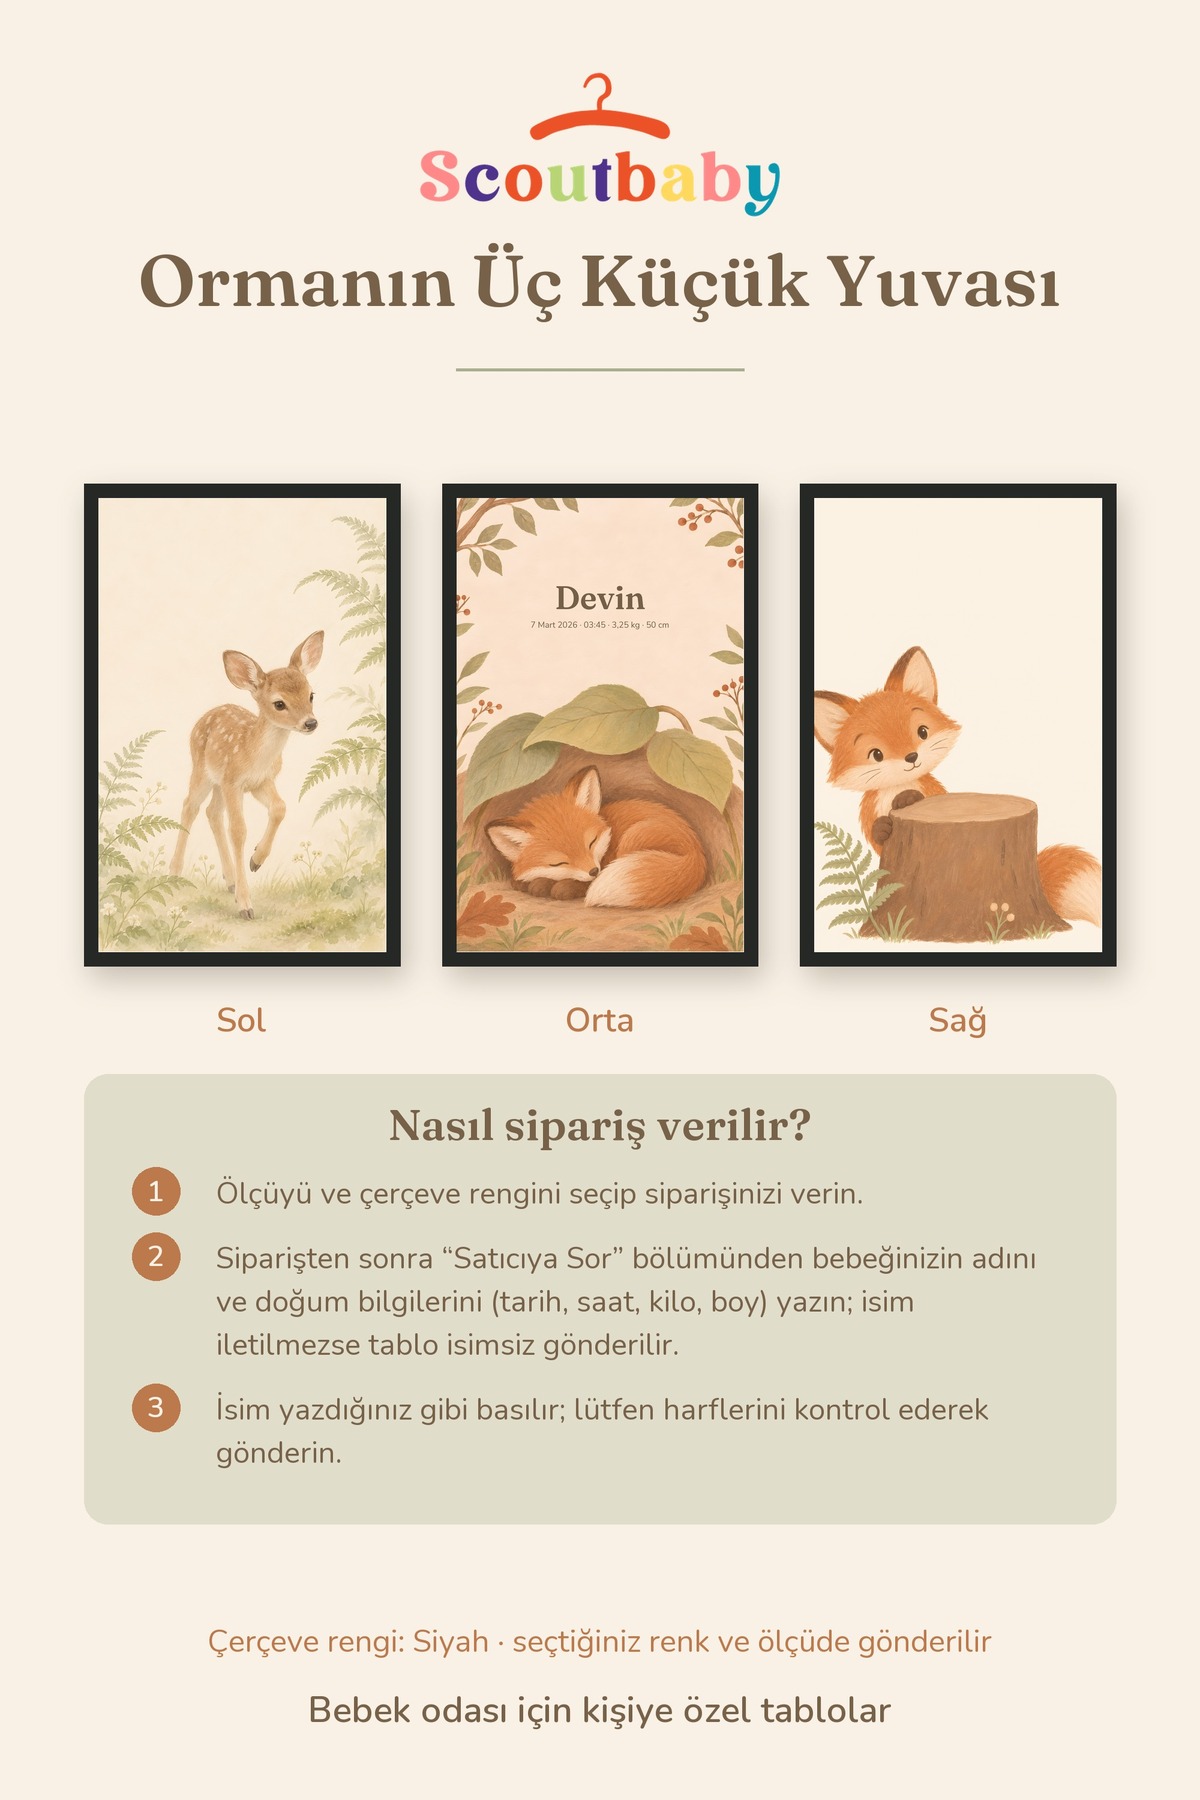 Scoutbaby
Ormanın Üç Küçük Yuvası
Devin
7 Mart 2026 · 03:45 · 3,25 kg · 50 cm
Sol
Orta
Sağ
Nasıl sipariş verilir?
1 Ölçüyü ve çerçeve rengini seçip siparişinizi verin.
2 Siparişten sonra “Satıcıya Sor” bölümünden bebeğinizin adını
ve doğum bilgilerini (tarih, saat, kilo, boy) yazın; isim
iletilmezse tablo isimsiz gönderilir.
3 İsim yazdığınız gibi basılır; lütfen harflerini kontrol ederek
gönderin.
Çerçeve rengi: Siyah · seçtiğiniz renk ve ölçüde gönderilir
Bebek odası için kişiye özel tablolar